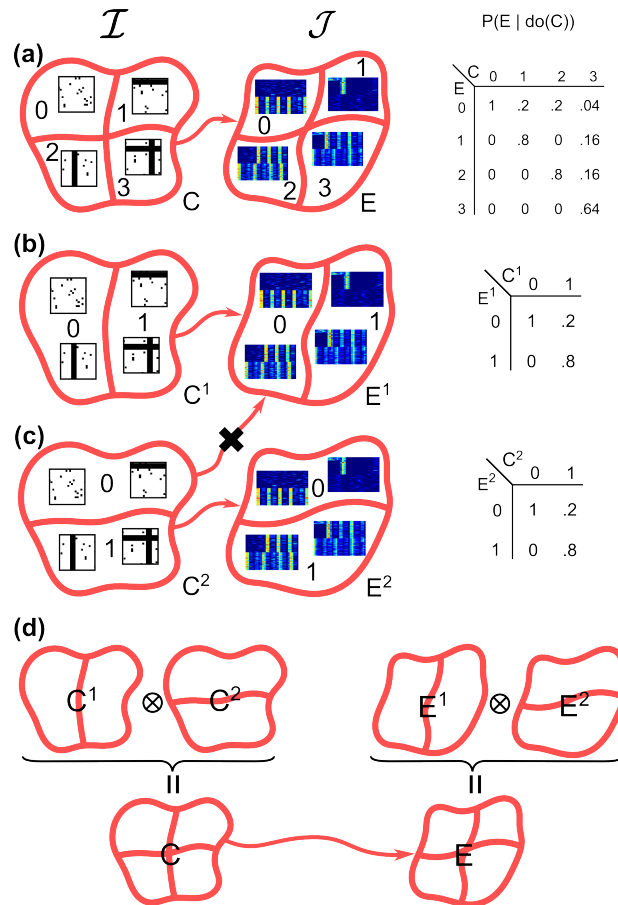 ℐ 𝒥 P(E | do(C))
(a)
0 1 2 3 C
0 1 2 3 E
C 0 1 2 3
E
0 1 .2 .2 .04
1 0 .8 0 .16
2 0 0 .8 .16
3 0 0 0 .64
(b)
0 1 C¹
0 1 E¹
C¹ 0 1
E¹
0 1 .2
1 0 .8
(c)
0 1 C²
0 1 E²
C² 0 1
E²
0 1 .2
1 0 .8
(d)
C¹ ⊗ C² E¹ ⊗ E²
= =
C E